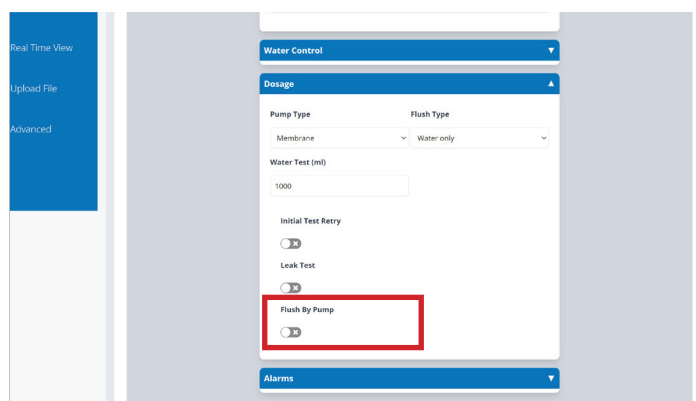 Real Time View
Upload File
Advanced
Water Control
Dosage
Pump Type
Flush Type
Membrane
Water only
Water Test (ml)
1000
Initial Test Retry
Leak Test
Flush By Pump
Alarms